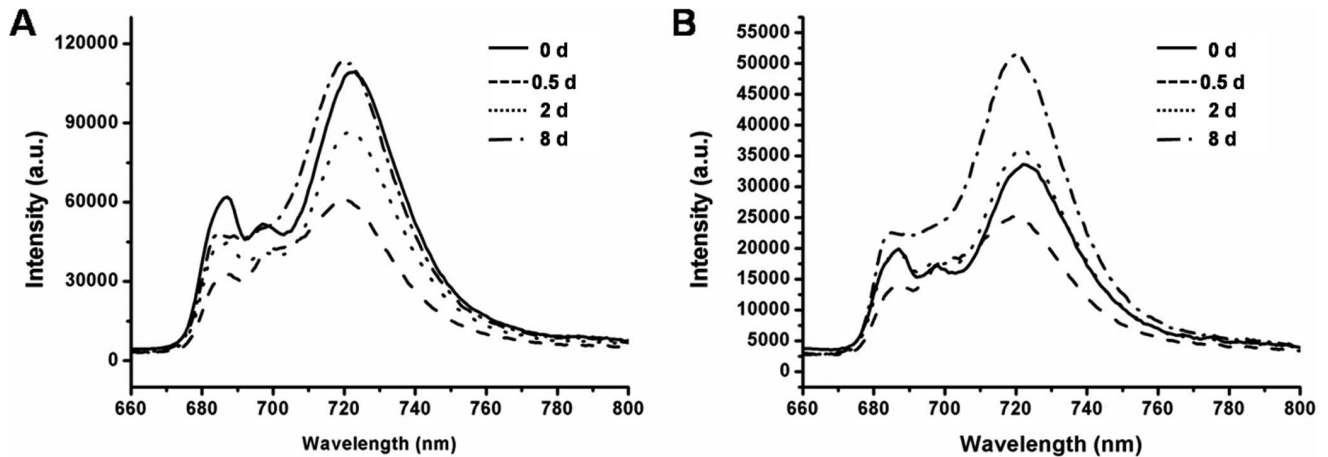 A
Intensity (a.u.)
120000
90000
60000
30000
0
0 d
0.5 d
2 d
8 d
660 680 700 720 740 760 780 800
Wavelength (nm)
B
Intensity (a.u.)
55000
50000
45000
40000
35000
30000
25000
20000
15000
10000
5000
0
0 d
0.5 d
2 d
8 d
660 680 700 720 740 760 780 800
Wavelength (nm)